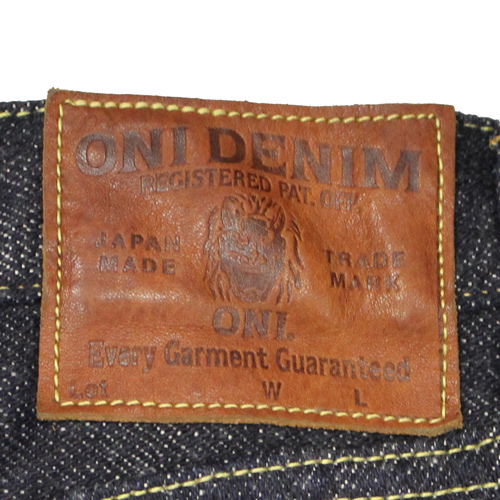 ONI DENIM
REGISTERED PAT. OFF.
JAPAN MADE
TRADE MARK
ONI.
Every Garment Guaranteed
Lot W L